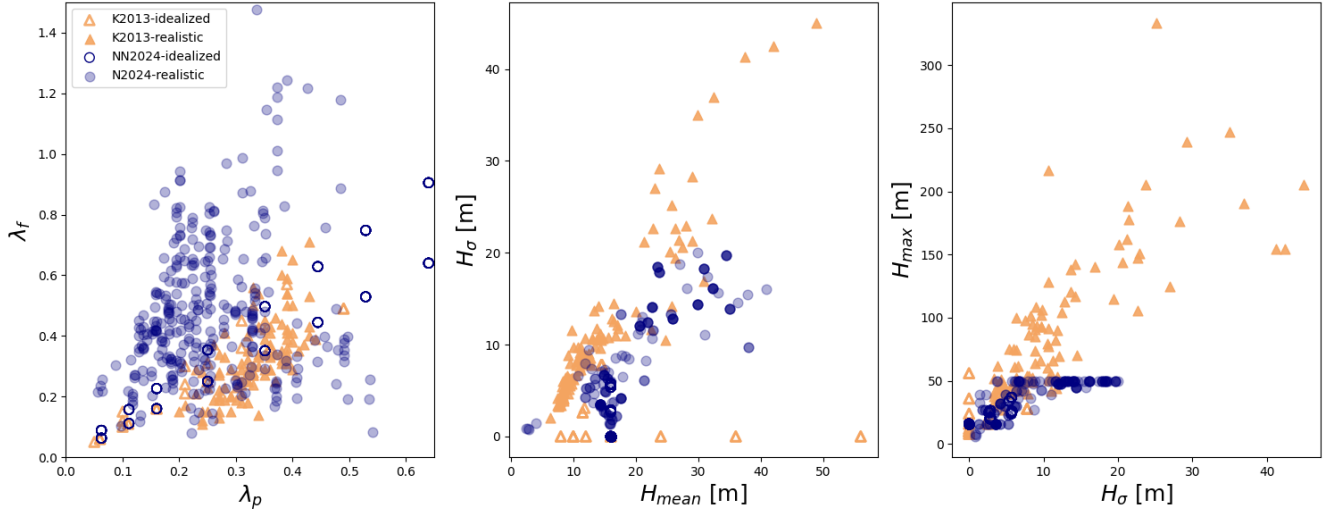 K2013-idealized
K2013-realistic
NN2024-idealized
N2024-realistic
λf
1.4
1.2
1.0
0.8
0.6
0.4
0.2
0.0
0.0 0.1 0.2 0.3 0.4 0.5 0.6
λp
Hσ [m]
40
30
20
10
0
0 10 20 30 40 50
Hmean [m]
Hmax [m]
300
250
200
150
100
50
0
0 10 20 30 40
Hσ [m]